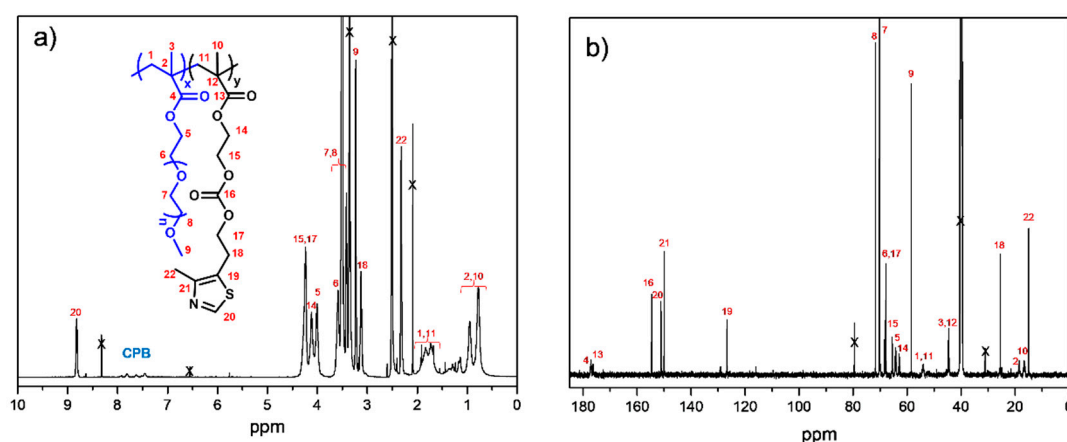 a)
1
3
10
11
2
12
x
y
4
O
13
O
O
O
5
14
6
15
O
O
7
O
16
O
n
8
17
O
9
18
22
19
21
N
S
20
20
CPB
15,17
14
5
6
7,8
9
18
22
1,11
2,10
x
x
x
x
x
10 9 8 7 6 5 4 3 2 1 0
ppm
b)
8
7
9
21
16
20
19
6,17
15
5
14
4
13
3,12
1,11
18
22
2
10
x
x
x
180 160 140 120 100 80 60 40 20 0
ppm